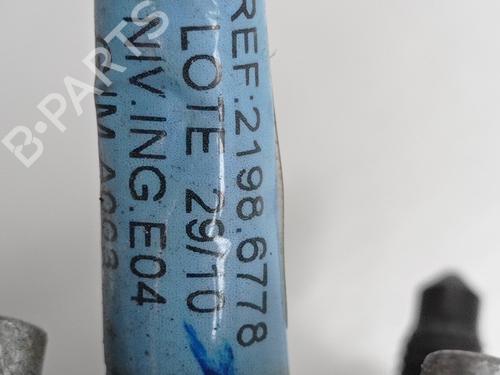 REF:2198.6778
LOTE 29/10
NIV.ING.E04
B-PARTS